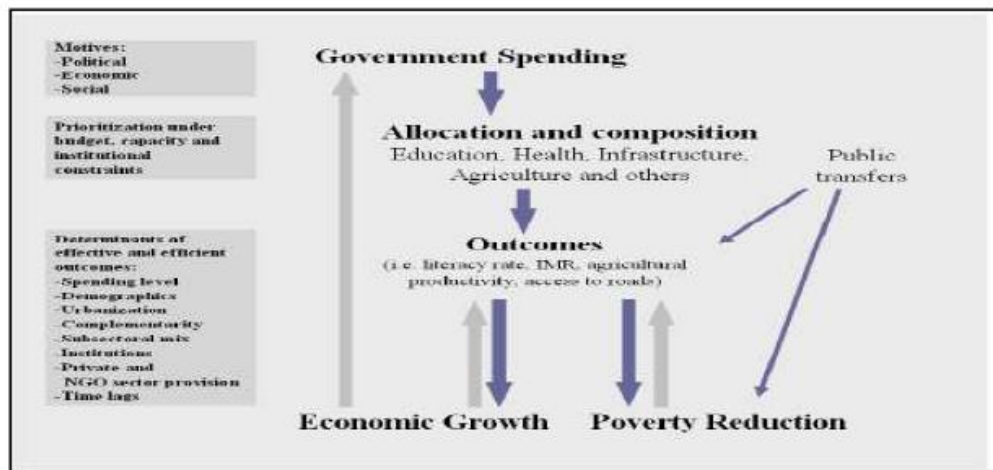 Motives:
-Political
-Economic
-Social
Government Spending
Prioritization under
budget, capacity and
institutional
constraints
Allocation and composition
Education, Health, Infrastructure,
Agriculture and others
Public
transfers
Determinants of
effective and efficient
outcomes:
-Spending level
-Demographics
-Urbanization
-Complementarity
-Subsectoral mix
-Institutions
-Private and
NGO sector provision
-Time lags
Outcomes
(i.e. literacy rate, IMR, agricultural
productivity, access to roads)
Economic Growth
Poverty Reduction